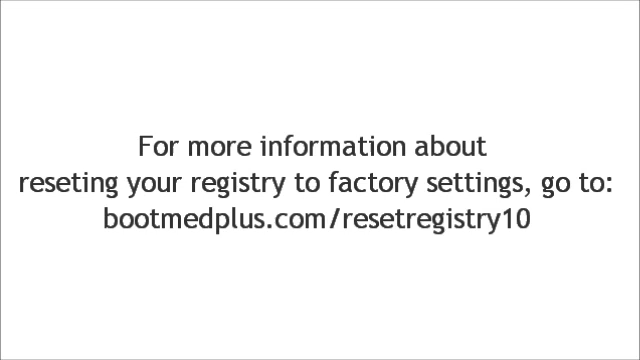 For more information about
reseting your registry to factory settings, go to:
bootmedplus.com/resetregistry10